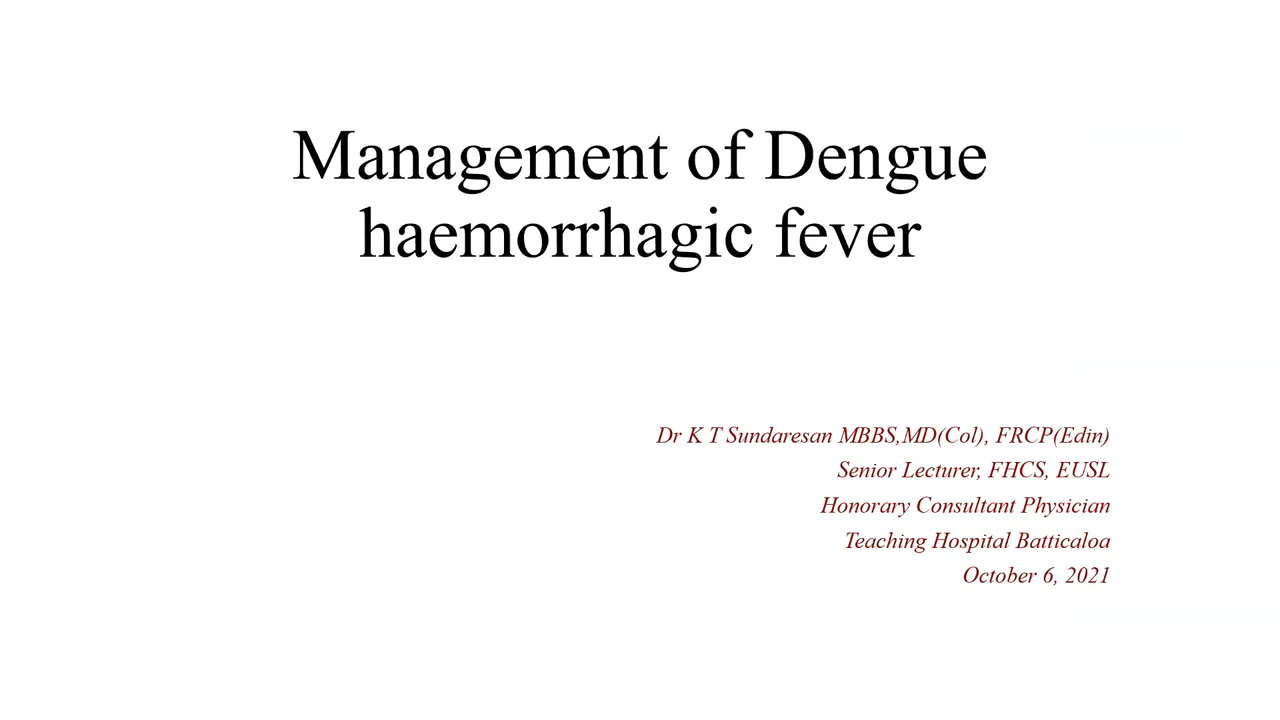 Management of Dengue
haemorrhagic fever
Dr K T Sundaresan MBBS,MD(Col), FRCP(Edin)
Senior Lecturer, FHCS, EUSL
Honorary Consultant Physician
Teaching Hospital Batticaloa
October 6, 2021